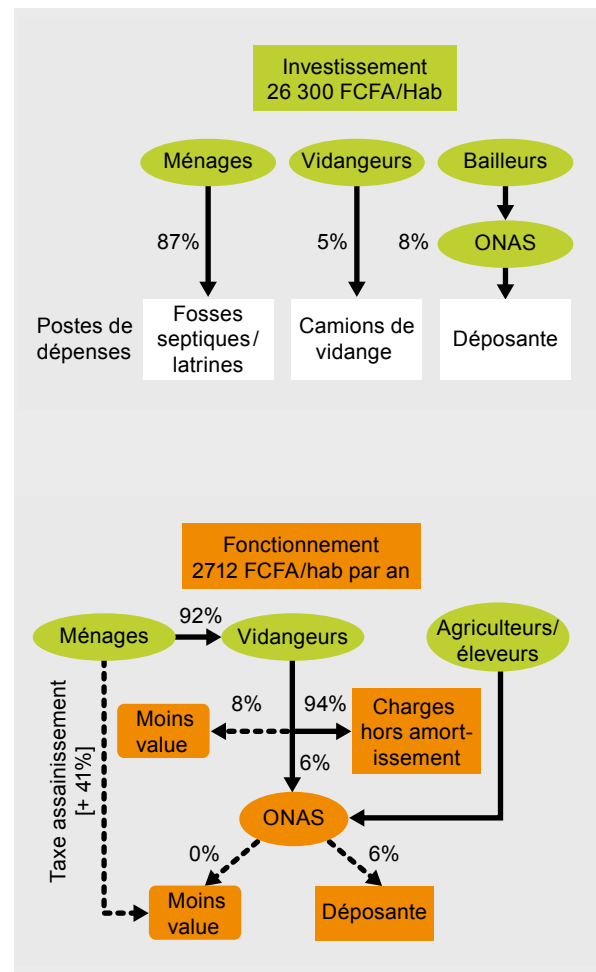 Investissement
26 300 FCFA/Hab
Ménages
Vidangeurs
Bailleurs
87%
5%
8%
ONAS
Postes de
dépenses
Fosses
septiques/
latrines
Camions de
vidange
Déposante
Fonctionnement
2712 FCFA/hab par an
Ménages
92%
Vidangeurs
Agriculteurs/
éleveurs
Taxe assainissement
[+ 41%]
Moins
value
8%
94%
Charges
hors amort-
issement
6%
ONAS
0%
6%
Moins
value
Déposante